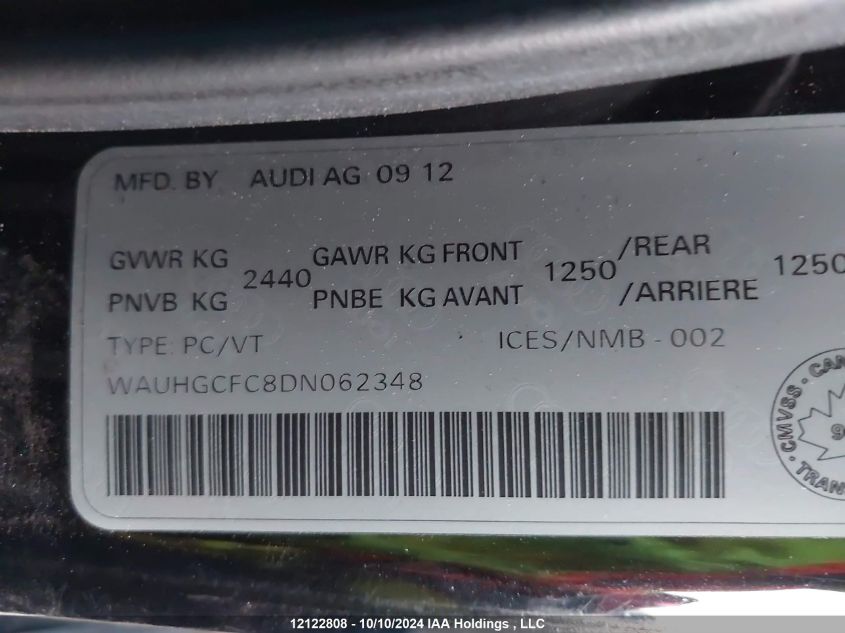 MFD. BY AUDI AG 09 12
GVWR KG 2440 GAWR KG FRONT 1250 /REAR 1250
PNVB KG PNBE KG AVANT /ARRIERE
TYPE: PC/VT ICES/NMB - 002
WAUHGCFC8DN062348
CMVSS
12122808 - 10/10/2024 IAA Holdings , LLC